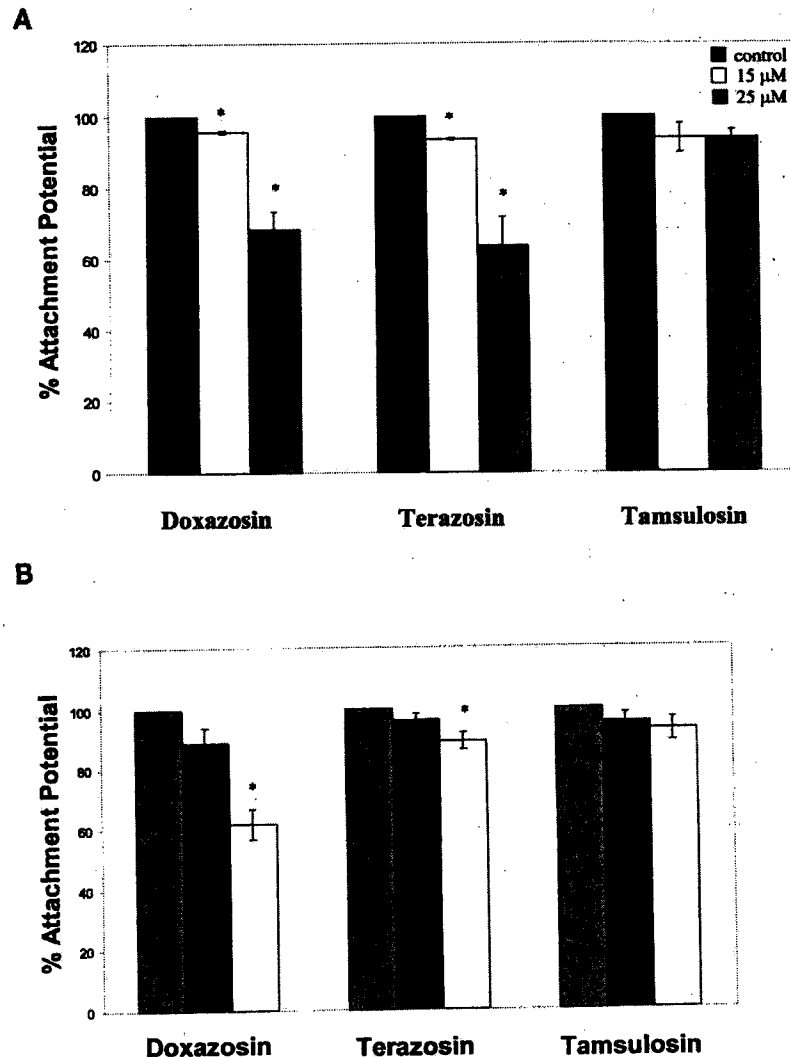 A
120
100
80
60
40
20
0
% Attachment Potential
control
15 µM
25 µM
*
*
*
*
Doxazosin
Terazosin
Tamsulosin
B
120
100
80
60
40
20
0
% Attachment Potential
*
*
Doxazosin
Terazosin
Tamsulosin